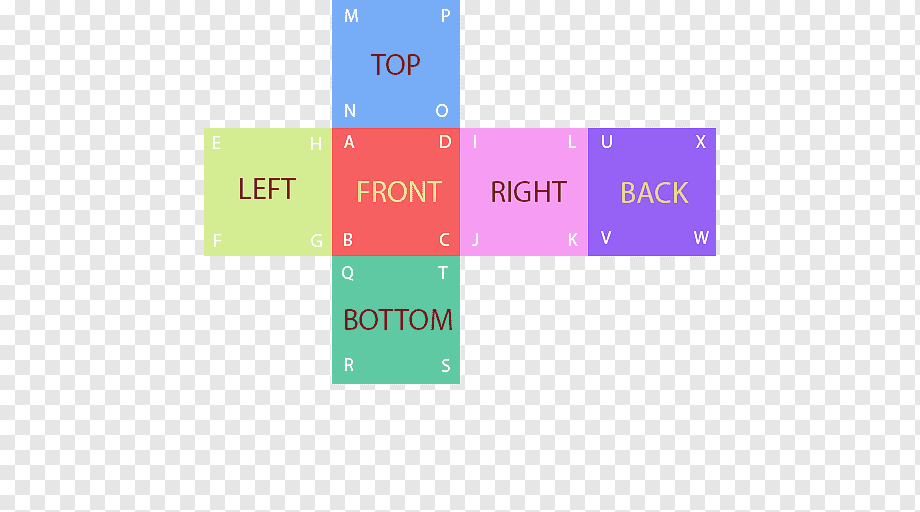 M P
TOP
N O
E H A D I L U X
LEFT FRONT RIGHT BACK
F G B C J K V W
Q T
BOTTOM
R S